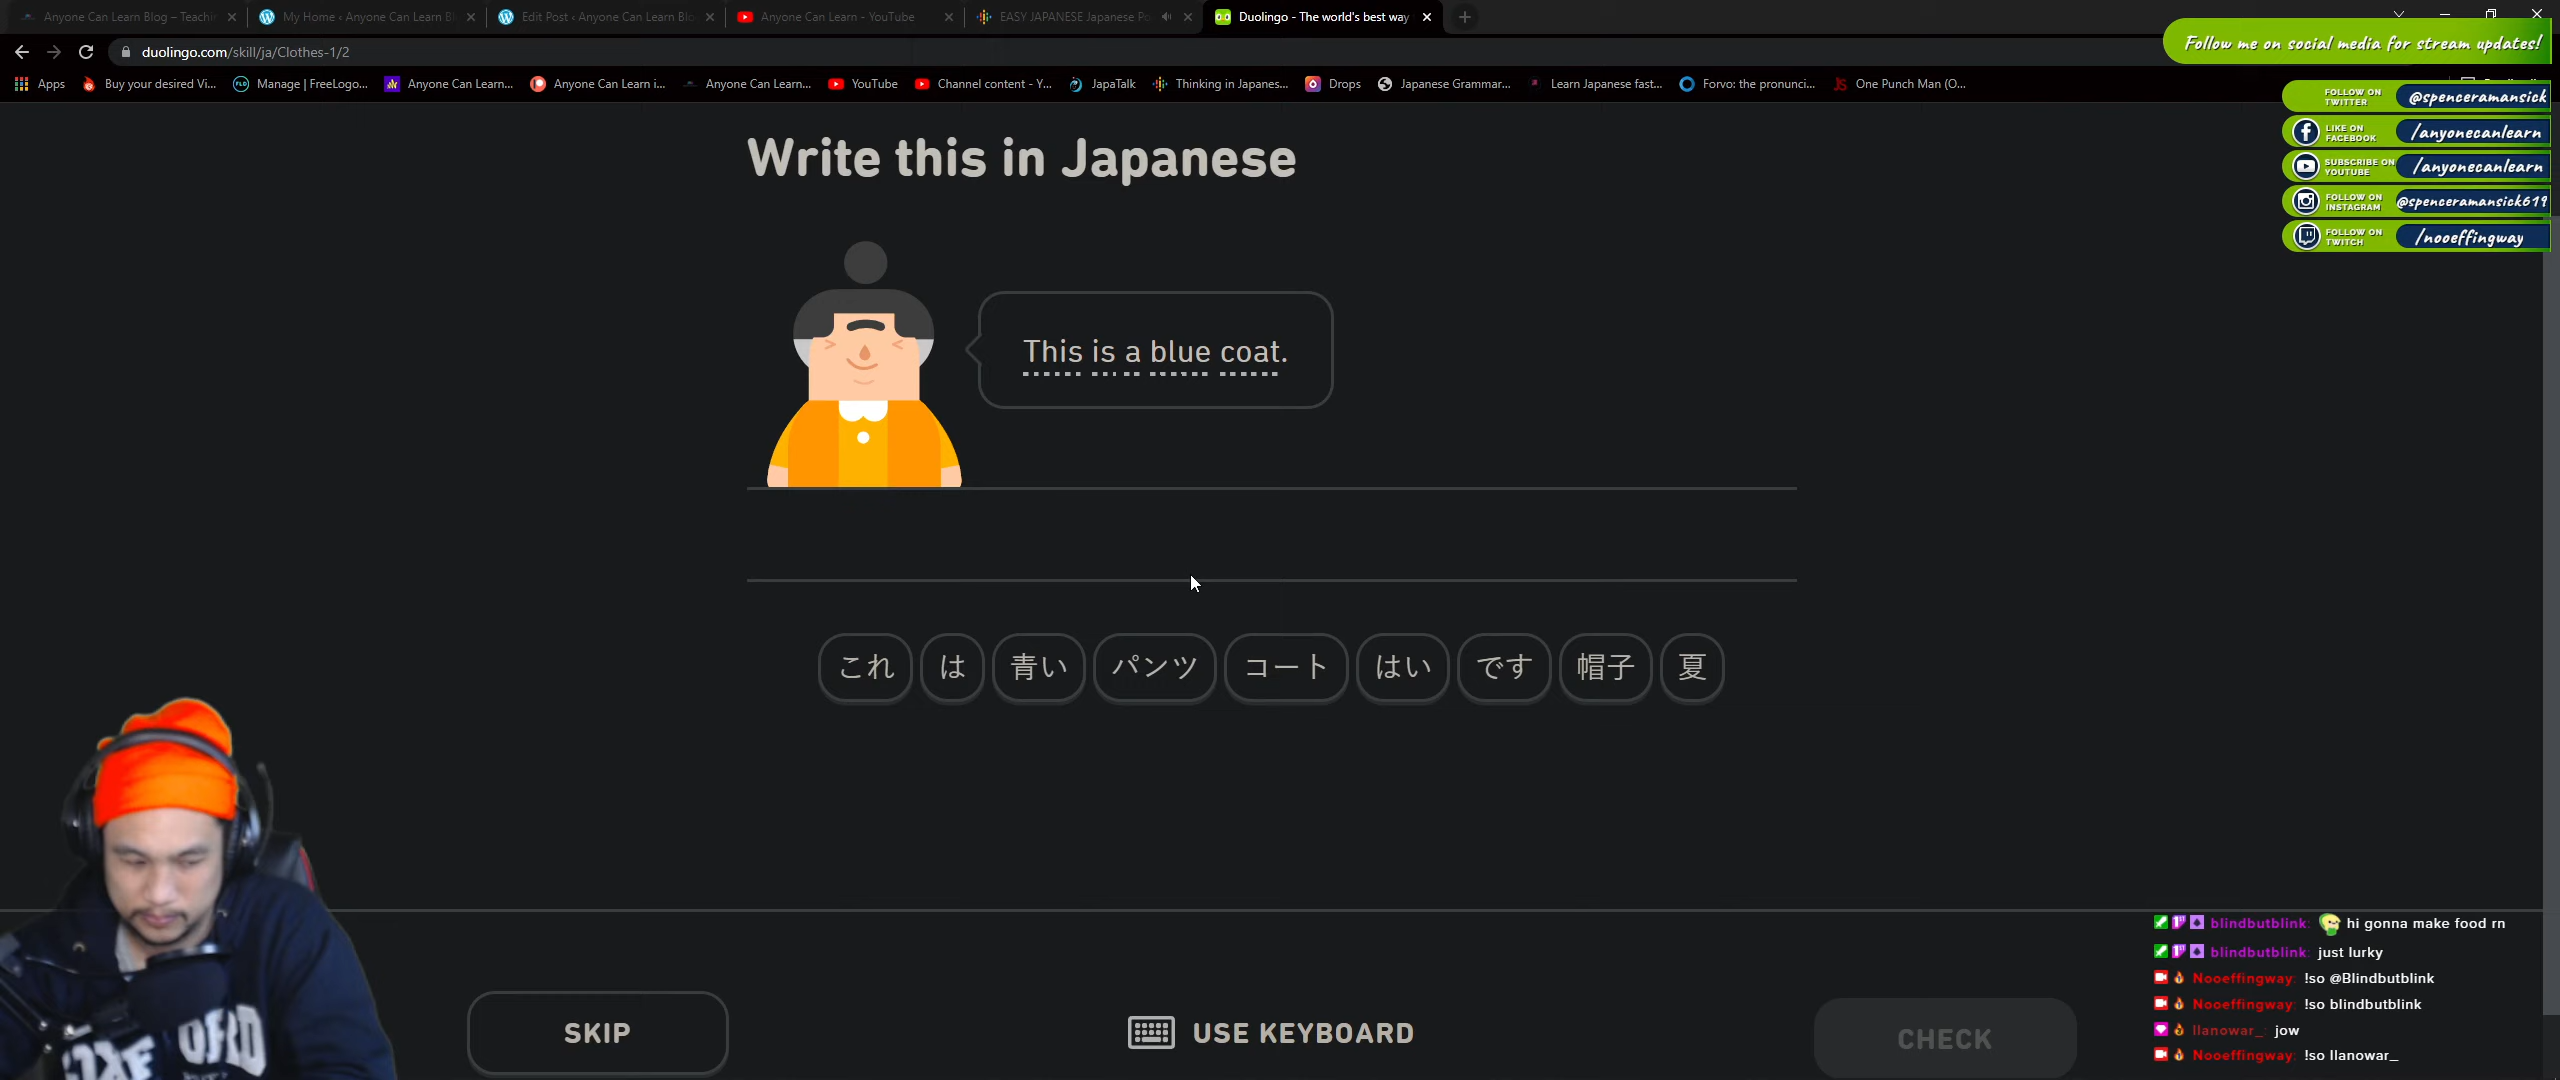 Anyone Can Learn Blog – Teachin
My Home ‹ Anyone Can Learn Bl
Edit Post ‹ Anyone Can Learn Blo
Anyone Can Learn - YouTube
EASY JAPANESE Japanese Po
Duolingo - The world's best way
duolingo.com/skill/ja/Clothes-1/2
Follow me on social media for stream updates!
Apps
Buy your desired Vi...
Manage | FreeLogo...
Anyone Can Learn...
Anyone Can Learn i...
Anyone Can Learn...
YouTube
Channel content - Y...
JapaTalk
Thinking in Japanes...
Drops
Japanese Grammar...
Learn Japanese fast...
Forvo: the pronunci...
One Punch Man (O...
FOLLOW ON
TWITTER
@spenceramansick
LIKE ON
FACEBOOK
/anyonecanlearn
SUBSCRIBE ON
YOUTUBE
/anyonecanlearn
FOLLOW ON
INSTAGRAM
@spenceramansick619
FOLLOW ON
TWITCH
/nooeffingway
Write this in Japanese
This is a blue coat.
これ は 青い パンツ コート はい です 帽子 夏
SKIP
USE KEYBOARD
CHECK
blindbutblink: hi gonna make food rn
blindbutblink: just lurky
Nooeffingway: !so @Blindbutblink
Nooeffingway: !so blindbutblink
llanowar_: jow
Nooeffingway: !so llanowar_